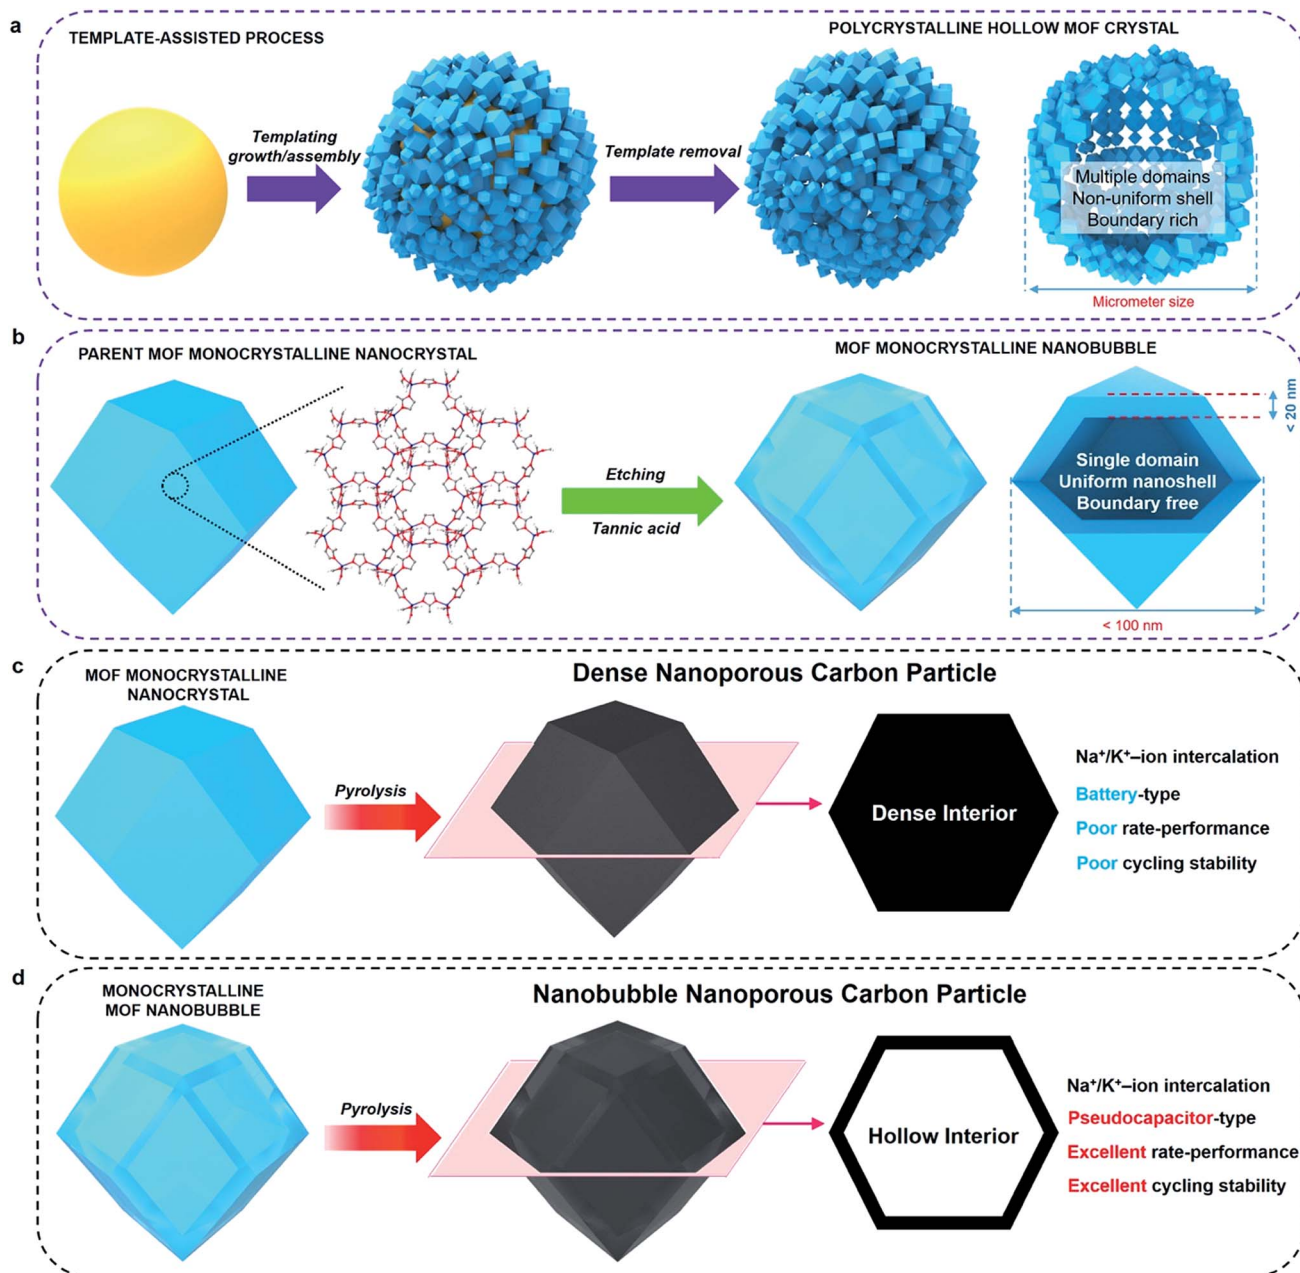 a
TEMPLATE-ASSISTED PROCESS
POLYCRYSTALLINE HOLLOW MOF CRYSTAL
Templating
growth/assembly
Template removal
Multiple domains
Non-uniform shell
Boundary rich
Micrometer size
b
PARENT MOF MONOCRYSTALLINE NANOCRYSTAL
MOF MONOCRYSTALLINE NANOBUBBLE
Etching
Tannic acid
Single domain
Uniform nanoshell
Boundary free
< 20 nm
< 100 nm
c
MOF MONOCRYSTALLINE
NANOCRYSTAL
Dense Nanoporous Carbon Particle
Pyrolysis
Dense Interior
Na⁺/K⁺–ion intercalation
Battery-type
Poor rate-performance
Poor cycling stability
d
MONOCRYSTALLINE
MOF NANOBUBBLE
Nanobubble Nanoporous Carbon Particle
Pyrolysis
Hollow Interior
Na⁺/K⁺–ion intercalation
Pseudocapacitor-type
Excellent rate-performance
Excellent cycling stability